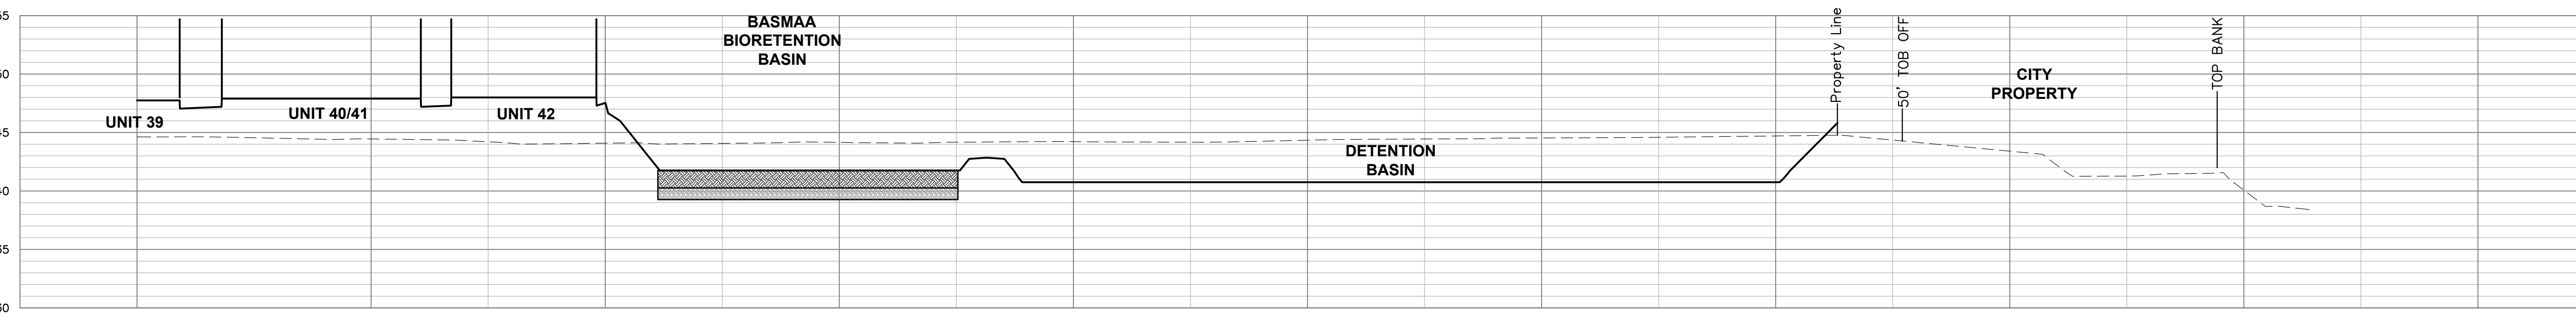 BASMAA
BIORETENTION
BASIN
UNIT 39
UNIT 40/41
UNIT 42
DETENTION
BASIN
Property Line
50' TOB OFF
CITY
PROPERTY
TOP BANK